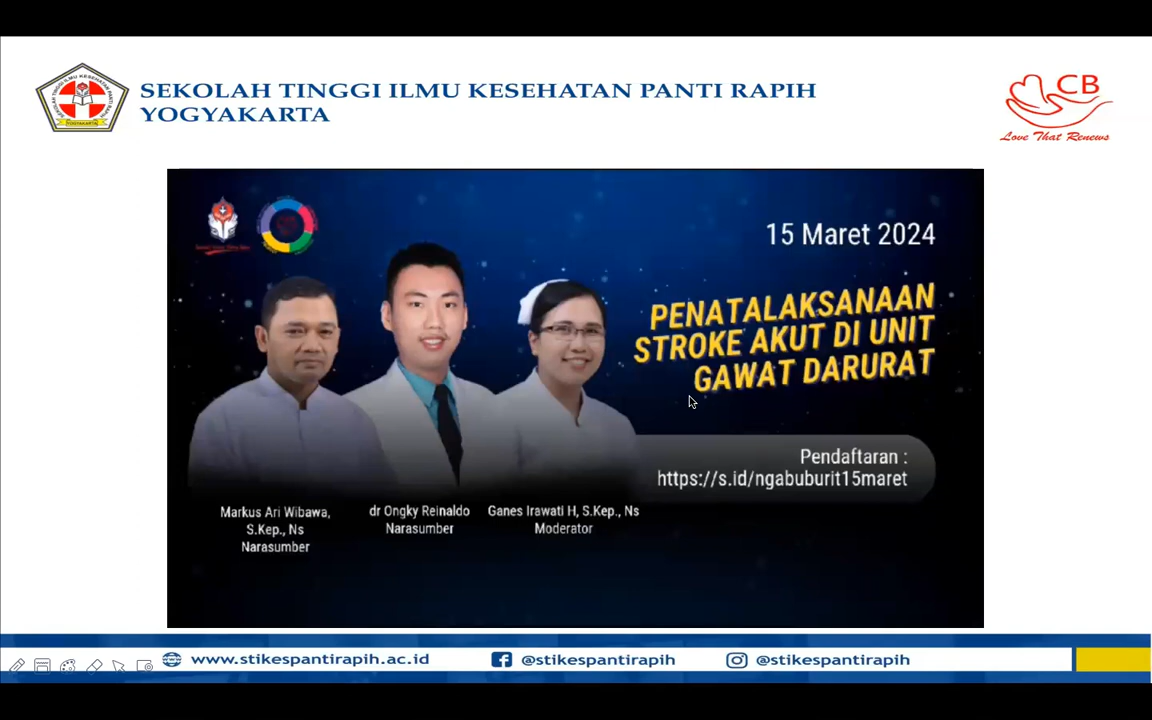 SEKOLAH TINGGI ILMU KESEHATAN PANTI RAPIH
YOGYAKARTA
YOGYAKARTA
CB
Love That Renews
15 Maret 2024
PENATALAKSANAAN
STROKE AKUT DI UNIT
GAWAT DARURAT
Pendaftaran :
https://s.id/ngabuburit15maret
Markus Ari Wibawa,
S.Kep., Ns
Narasumber
dr Ongky Reinaldo
Narasumber
Ganes Irawati H, S.Kep., Ns
Moderator
www.stikespantirapih.ac.id
@stikespantirapih
@stikespantirapih